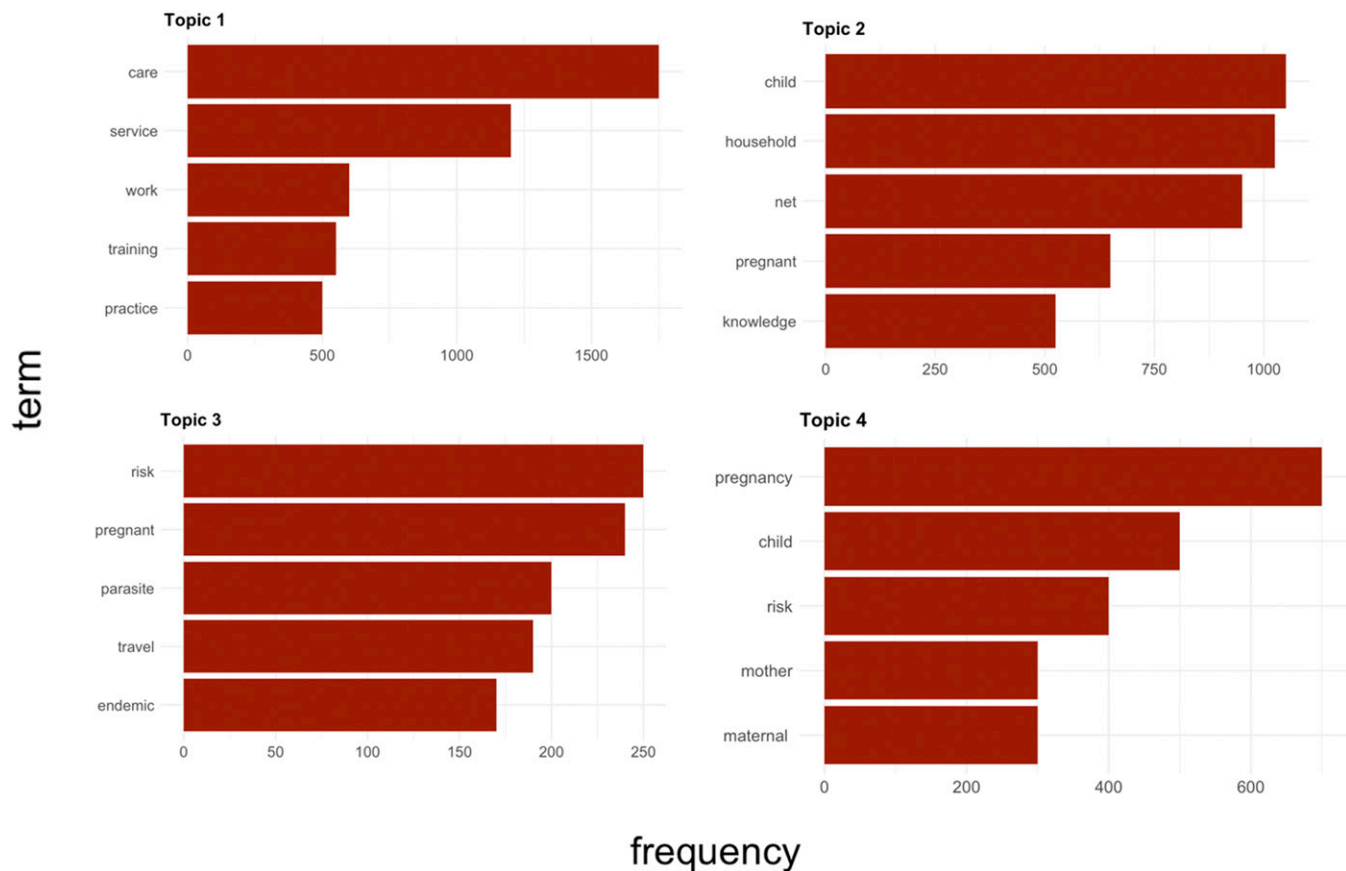 Topic 1
care
service
work
training
practice
0 500 1000 1500
Topic 2
child
household
net
pregnant
knowledge
0 250 500 750 1000
term
Topic 3
risk
pregnant
parasite
travel
endemic
0 50 100 150 200 250
Topic 4
pregnancy
child
risk
mother
maternal
0 200 400 600
frequency